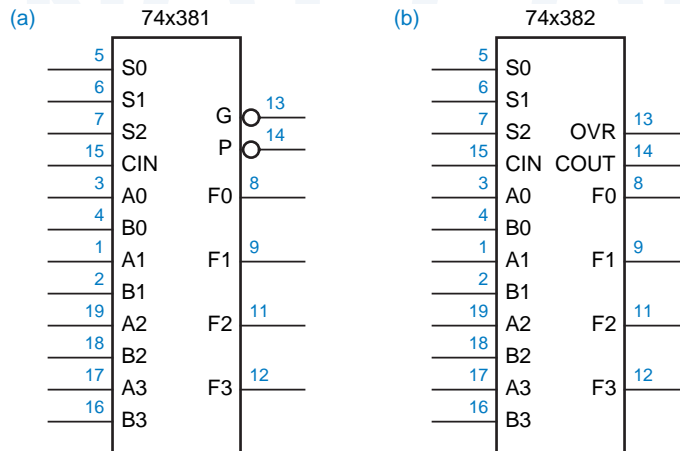 (a) 74x381
5 S0
6 S1
G 13
7 S2
P 14
15 CIN
3 A0 F0 8
4 B0
1 A1 F1 9
2 B1
19 A2 F2 11
18 B2
17 A3 F3 12
16 B3
(b) 74x382
5 S0
6 S1
7 S2 OVR 13
15 CIN COUT 14
3 A0 F0 8
4 B0
1 A1 F1 9
2 B1
19 A2 F2 11
18 B2
17 A3 F3 12
16 B3